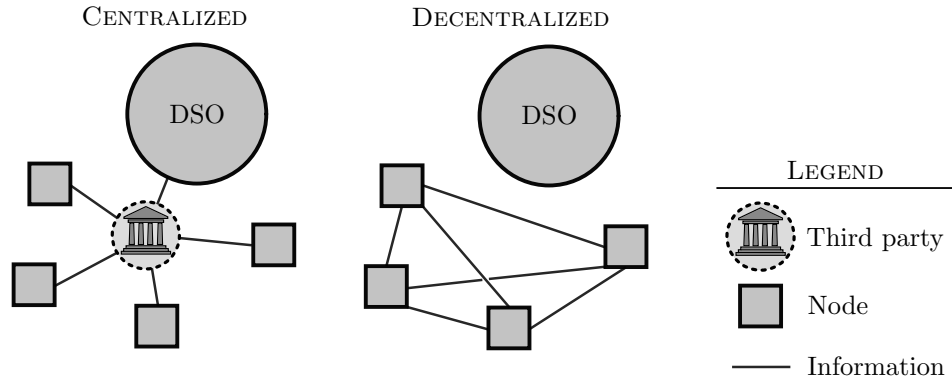 CENTRALIZED
DECENTRALIZED
DSO
DSO
LEGEND
Third party
Node
Information